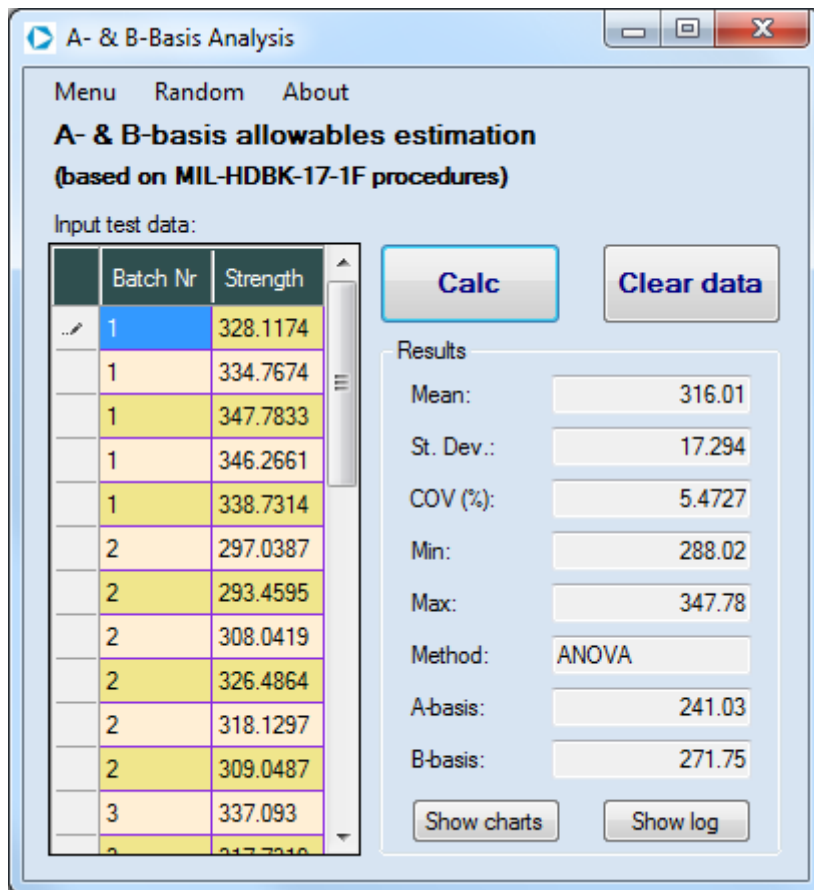 A- & B-Basis Analysis
Menu Random About
A- & B-basis allowables estimation
(based on MIL-HDBK-17-1F procedures)
Input test data:
Batch Nr Strength
1 328.1174
1 334.7674
1 347.7833
1 346.2661
1 338.7314
2 297.0387
2 293.4595
2 308.0419
2 326.4864
2 318.1297
2 309.0487
3 337.093
Calc
Clear data
Results
Mean: 316.01
St. Dev.: 17.294
COV (%): 5.4727
Min: 288.02
Max: 347.78
Method: ANOVA
A-basis: 241.03
B-basis: 271.75
Show charts
Show log